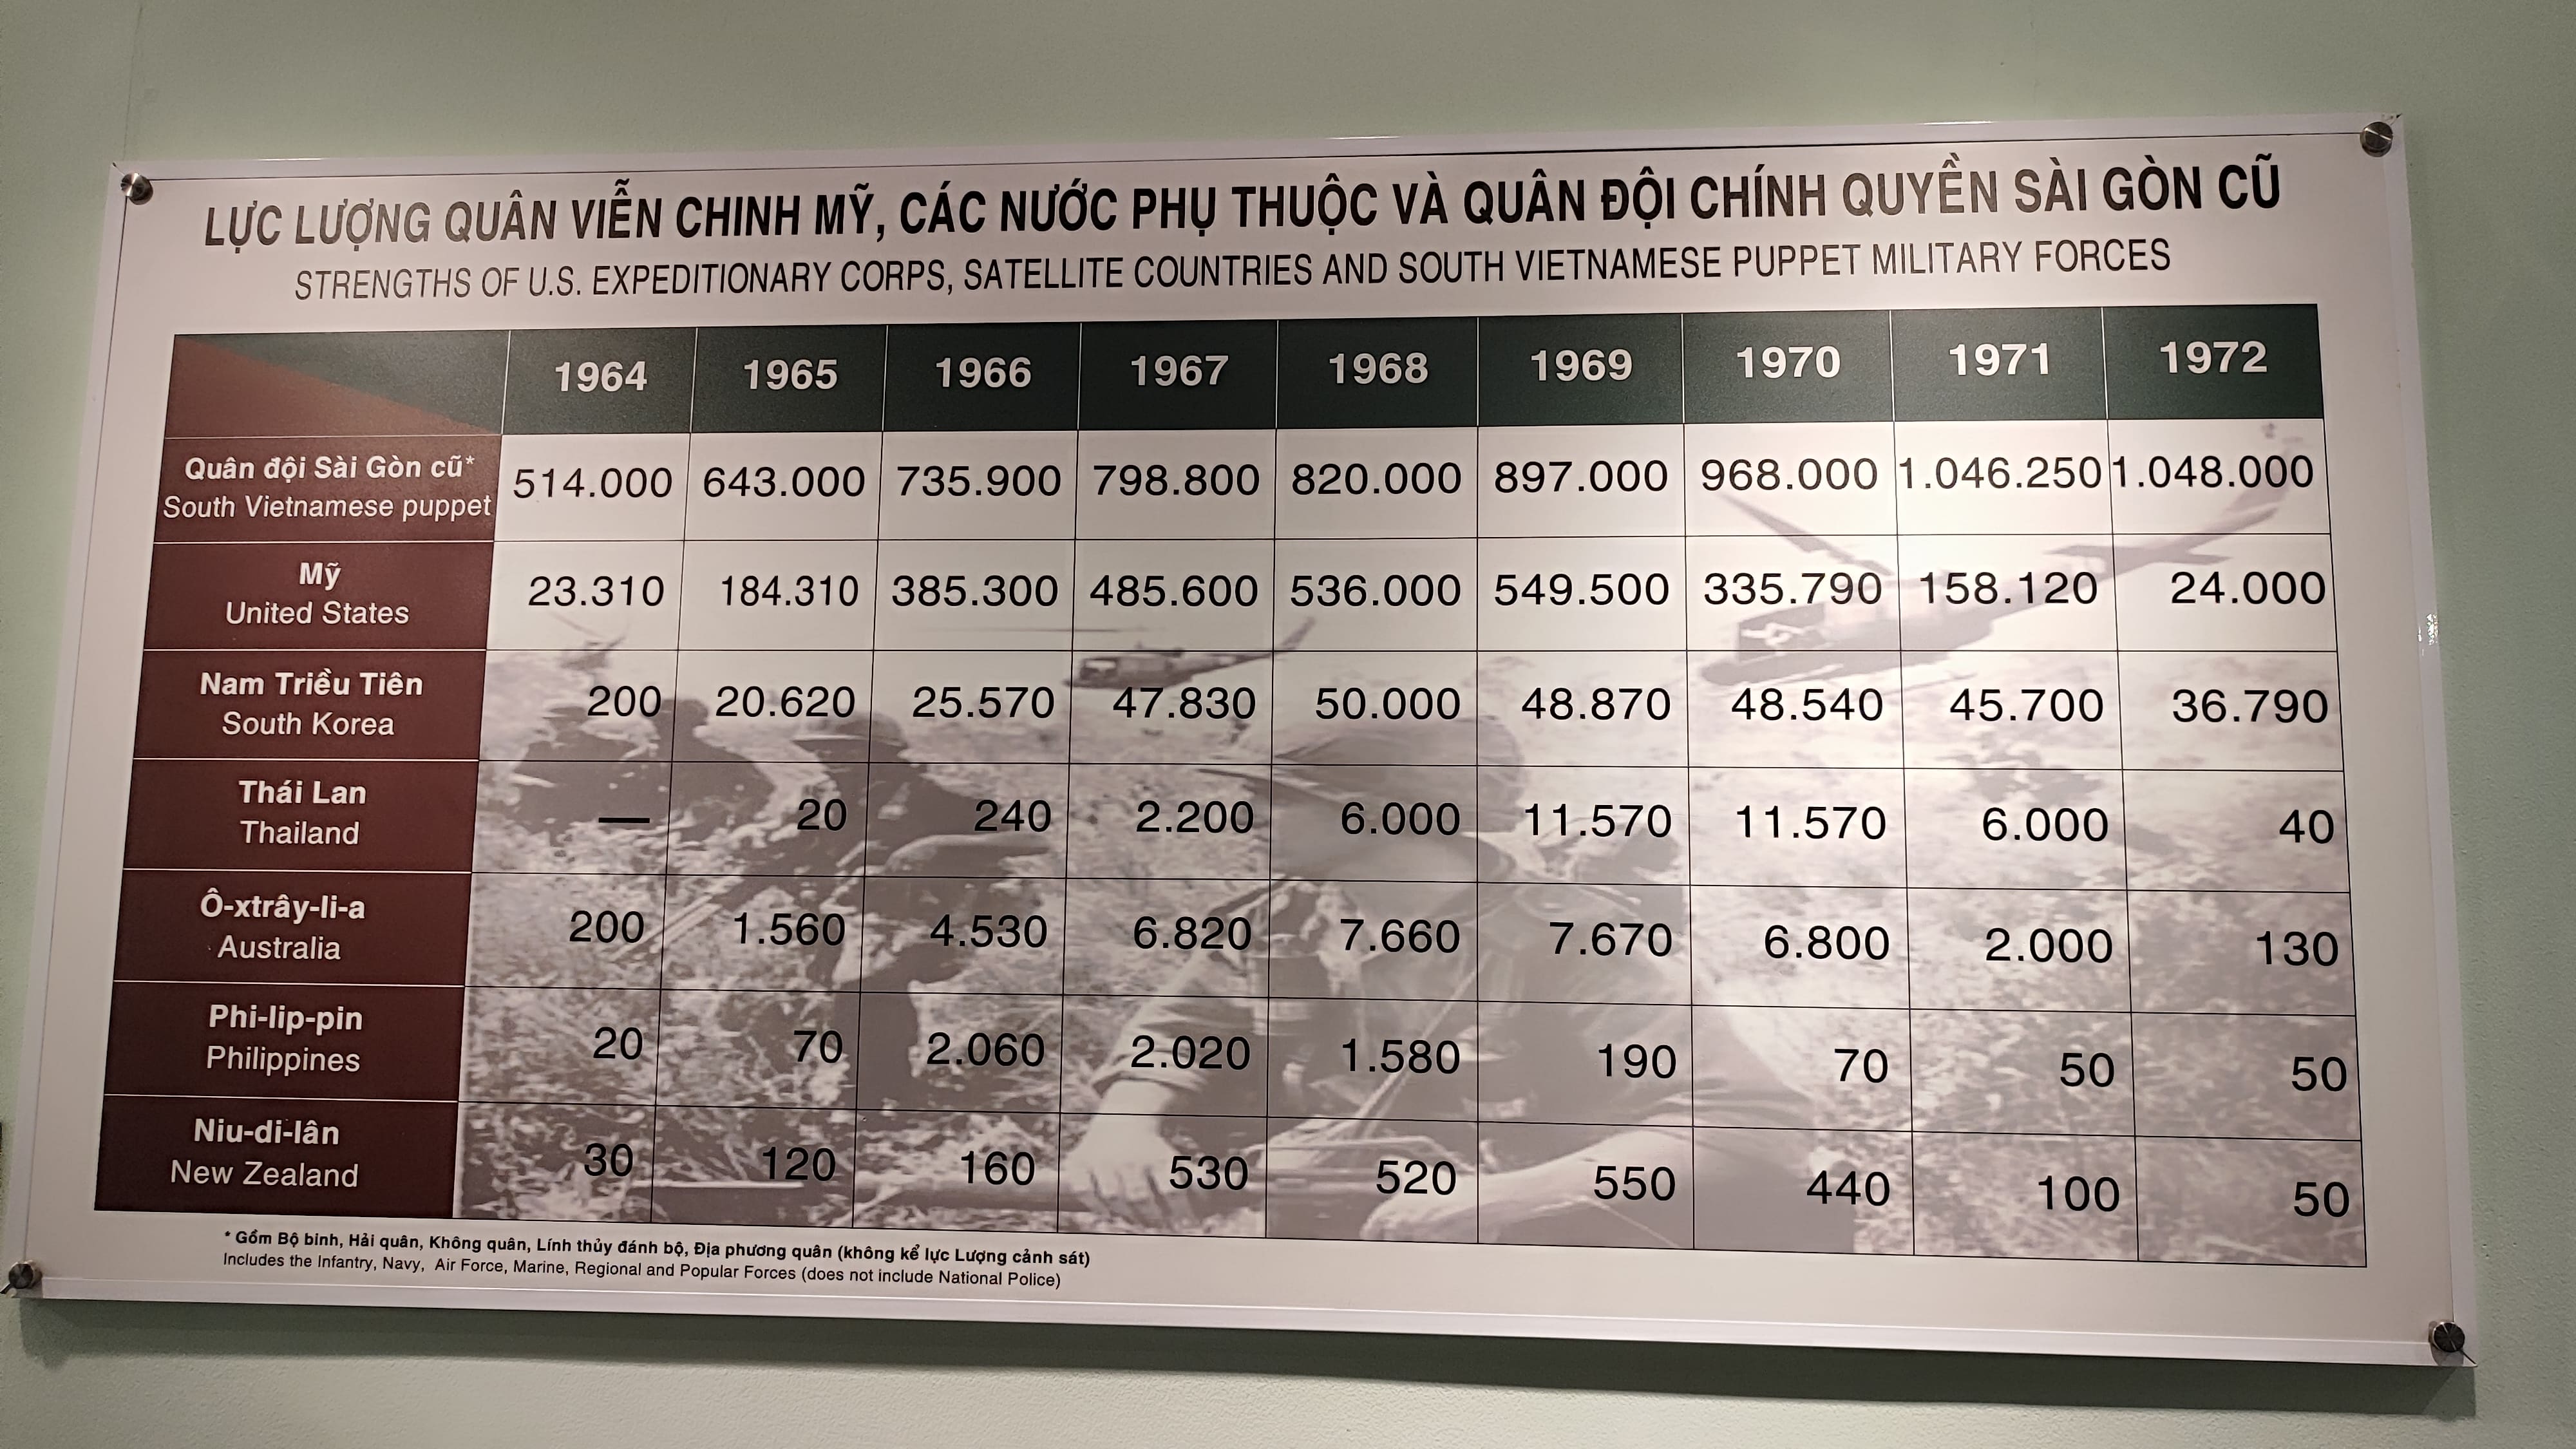 LỰC LƯỢNG QUÂN VIỄN CHINH MỸ, CÁC NƯỚC PHỤ THUỘC VÀ QUÂN ĐỘI CHÍNH QUYỀN SÀI GÒN CŨ
STRENGTHS OF U.S. EXPEDITIONARY CORPS, SATELLITE COUNTRIES AND SOUTH VIETNAMESE PUPPET MILITARY FORCES
1964 1965 1966 1967 1968 1969 1970 1971 1972
Quân đội Sài Gòn cũ*
South Vietnamese puppet
514.000 643.000 735.900 798.800 820.000 897.000 968.000 1.046.250 1.048.000
Mỹ
United States
23.310 184.310 385.300 485.600 536.000 549.500 335.790 158.120 24.000
Nam Triều Tiên
South Korea
200 20.620 25.570 47.830 50.000 48.870 48.540 45.700 36.790
Thái Lan
Thailand
— 20 240 2.200 6.000 11.570 11.570 6.000 40
Ô-xtrây-li-a
Australia
200 1.560 4.530 6.820 7.660 7.670 6.800 2.000 130
Phi-lip-pin
Philippines
20 70 2.060 2.020 1.580 190 70 50 50
Niu-di-lân
New Zealand
30 120 160 530 520 550 440 100 50
* Gồm Bộ binh, Hải quân, Không quân, Lính thủy đánh bộ, Địa phương quân (không kể lực Lượng cảnh sát)
Includes the Infantry, Navy, Air Force, Marine, Regional and Popular Forces (does not include National Police)